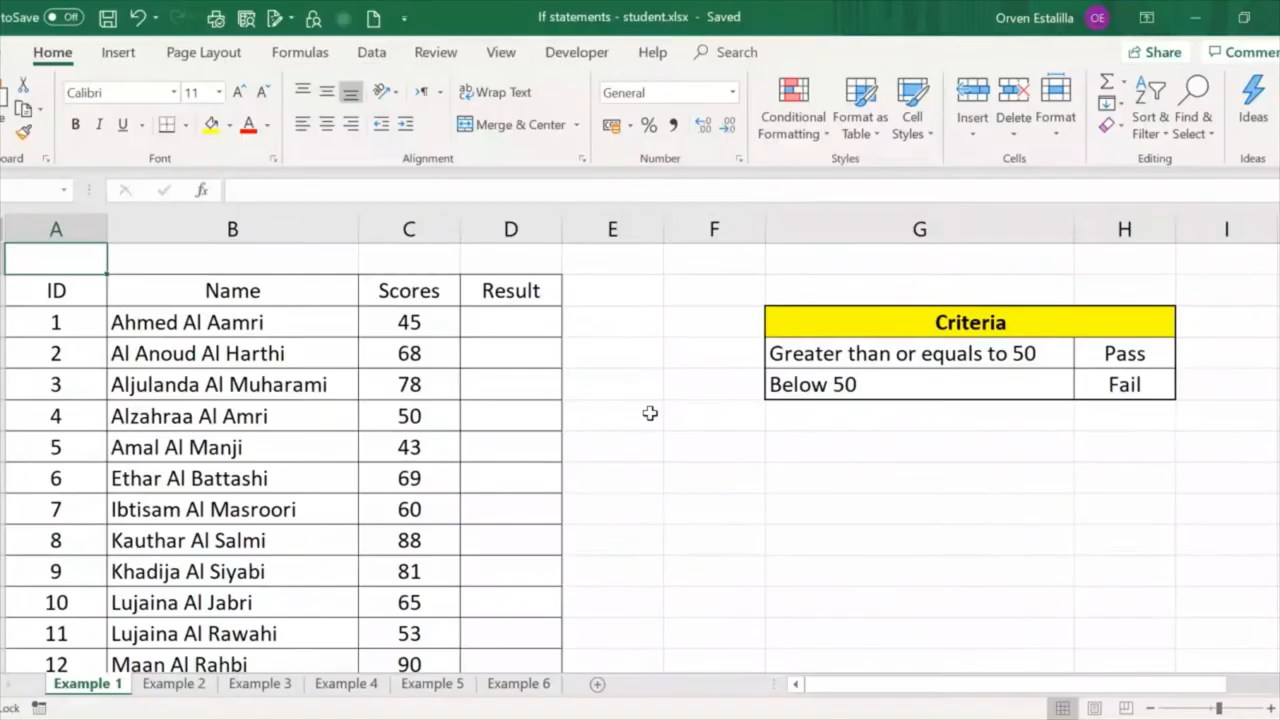 toSave Off If statements - student.xlsx - Saved Orven Estalilla OE
Home Insert Page Layout Formulas Data Review View Developer Help Search Share Comme
Calibri 11 Wrap Text General Conditional Format as Cell Insert Delete Format Sort & Find & Ideas
B I U Merge & Center Formatting Table Styles Filter Select
oard Font Alignment Number Styles Cells Editing Ideas
fx
A B C D E F G H I
ID Name Scores Result
1 Ahmed Al Aamri 45 Criteria
2 Al Anoud Al Harthi 68 Greater than or equals to 50 Pass
3 Aljulanda Al Muharami 78 Below 50 Fail
4 Alzahraa Al Amri 50
5 Amal Al Manji 43
6 Ethar Al Battashi 69
7 Ibtisam Al Masroori 60
8 Kauthar Al Salmi 88
9 Khadija Al Siyabi 81
10 Lujaina Al Jabri 65
11 Lujaina Al Rawahi 53
12 Maan Al Rahbi 90
Example 1 Example 2 Example 3 Example 4 Example 5 Example 6
ock